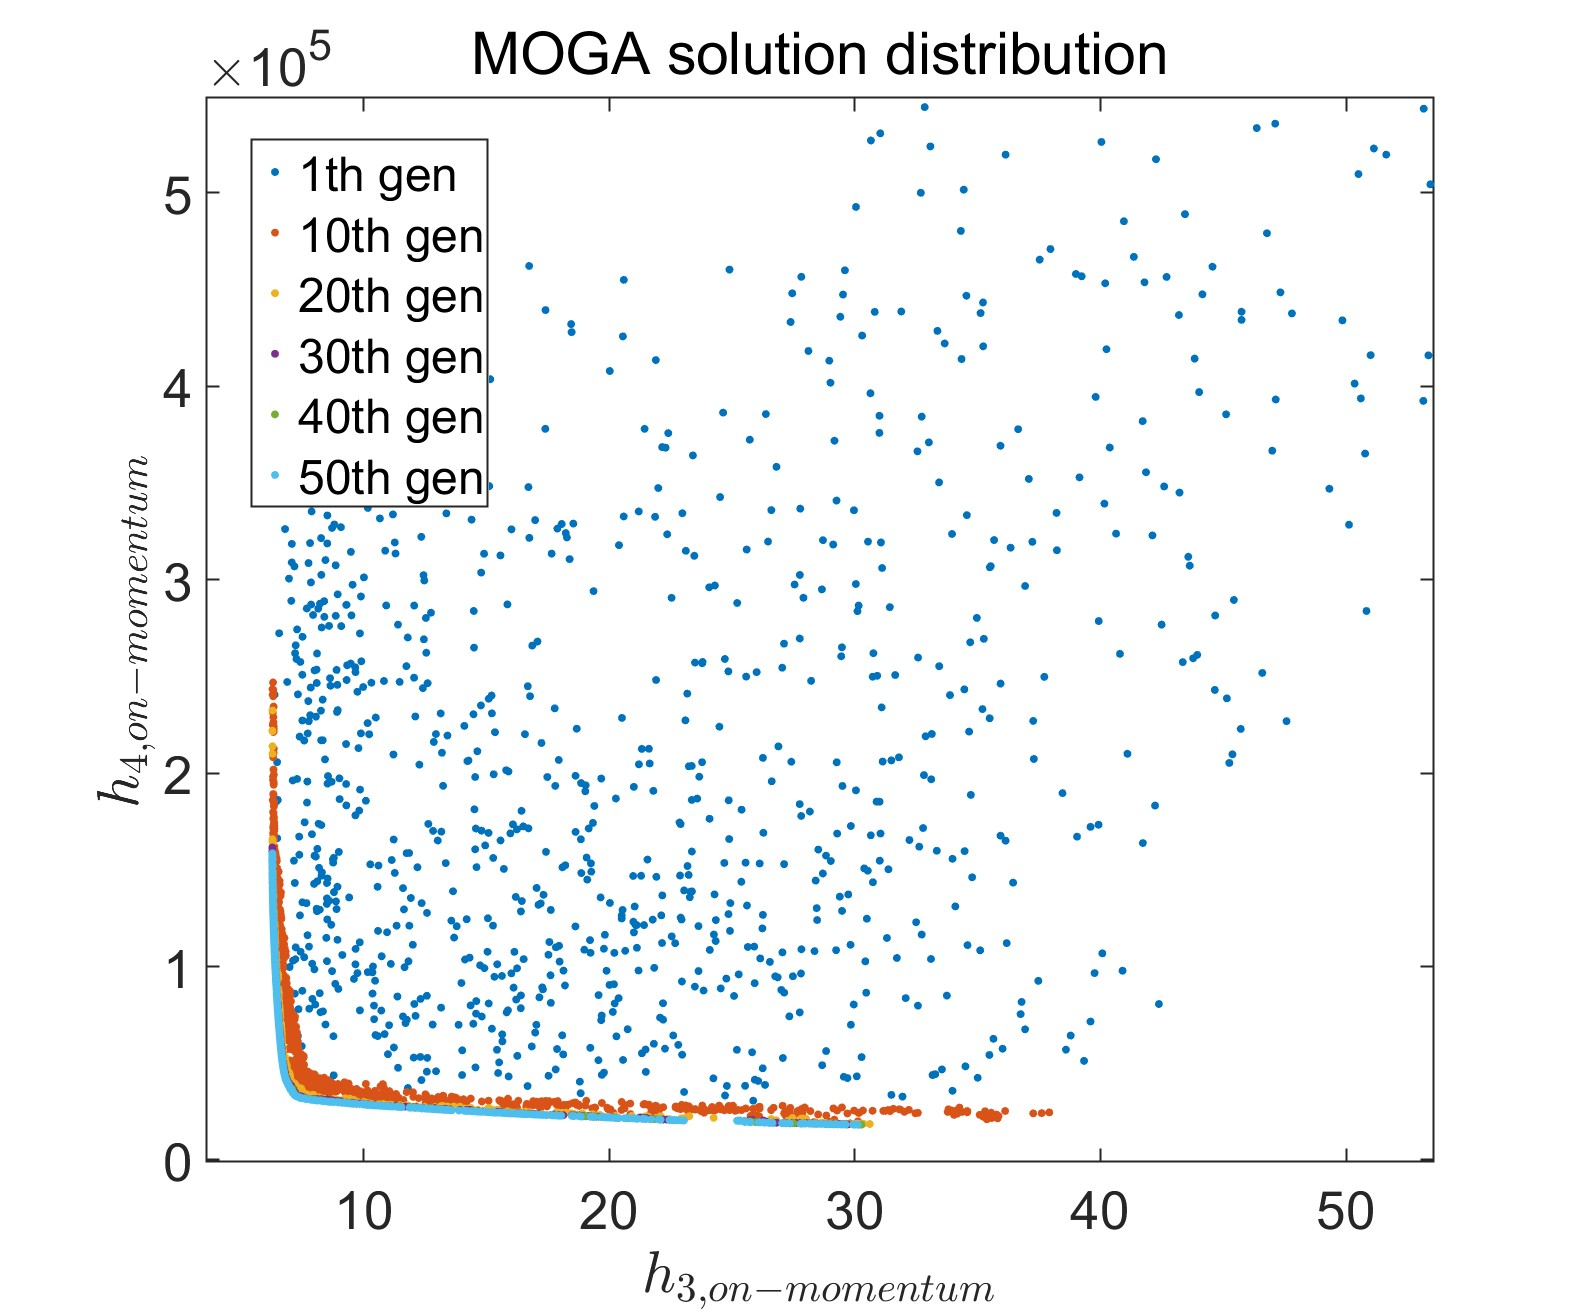 MOGA solution distribution
×10^5
1th gen
10th gen
20th gen
30th gen
40th gen
50th gen
5
4
3
2
1
0
h_{4,on-momentum}
10 20 30 40 50
h_{3,on-momentum}